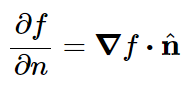 ∂f/∂n = ∇f · n̂